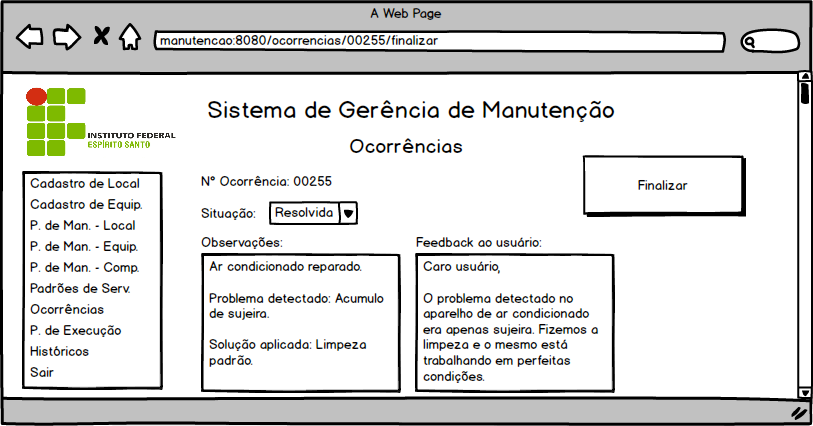 A Web Page
manutencao:8080/ocorrencias/00255/finalizar
INSTITUTO FEDERAL
ESPÍRITO SANTO
Sistema de Gerência de Manutenção
Ocorrências
Cadastro de Local
Cadastro de Equip.
P. de Man. - Local
P. de Man. - Equip.
P. de Man. - Comp.
Padrões de Serv.
Ocorrências
P. de Execução
Históricos
Sair
N° Ocorrência: 00255
Situação: Resolvida
Finalizar
Observações:
Ar condicionado reparado.
Problema detectado: Acumulo
de sujeira.
Solução aplicada: Limpeza
padrão.
Feedback ao usuário:
Caro usuário,
O problema detectado no
aparelho de ar condicionado
era apenas sujeira. Fizemos a
limpeza e o mesmo está
trabalhando em perfeitas
condições.